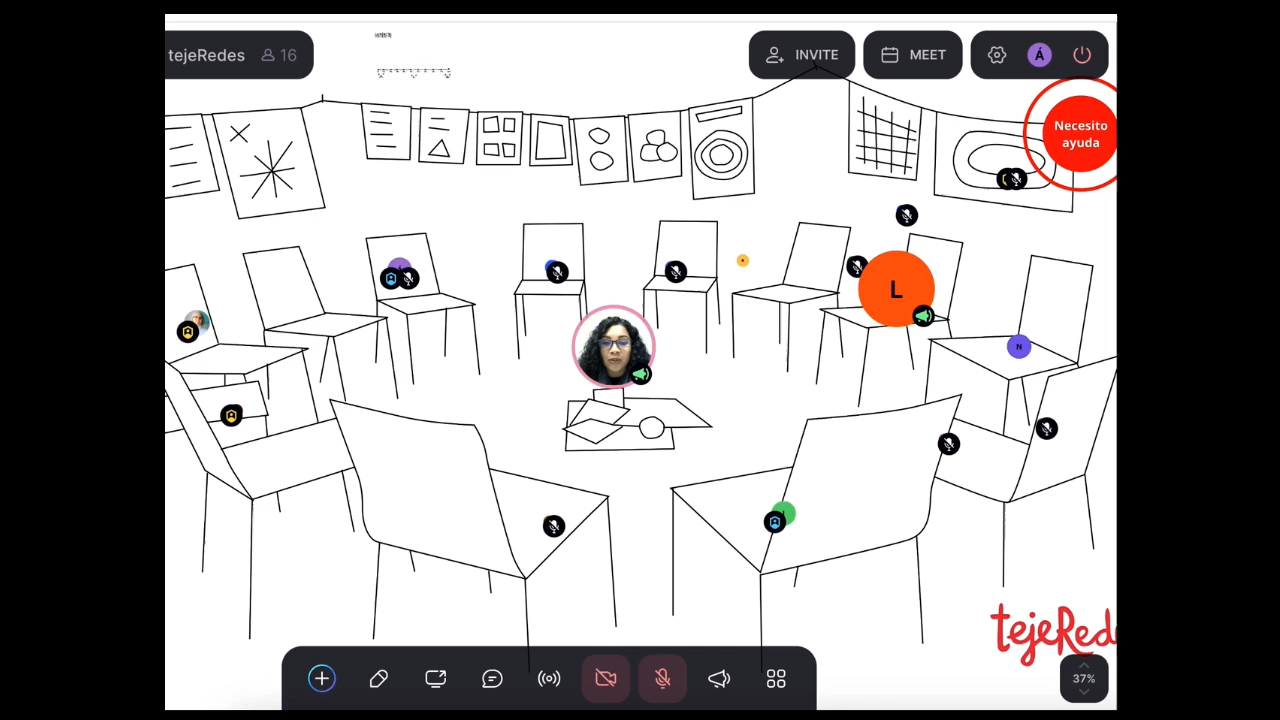 tejeRedes 16
INVITE
MEET
Á
Necesito
ayuda
L
N
tejeRed
37%